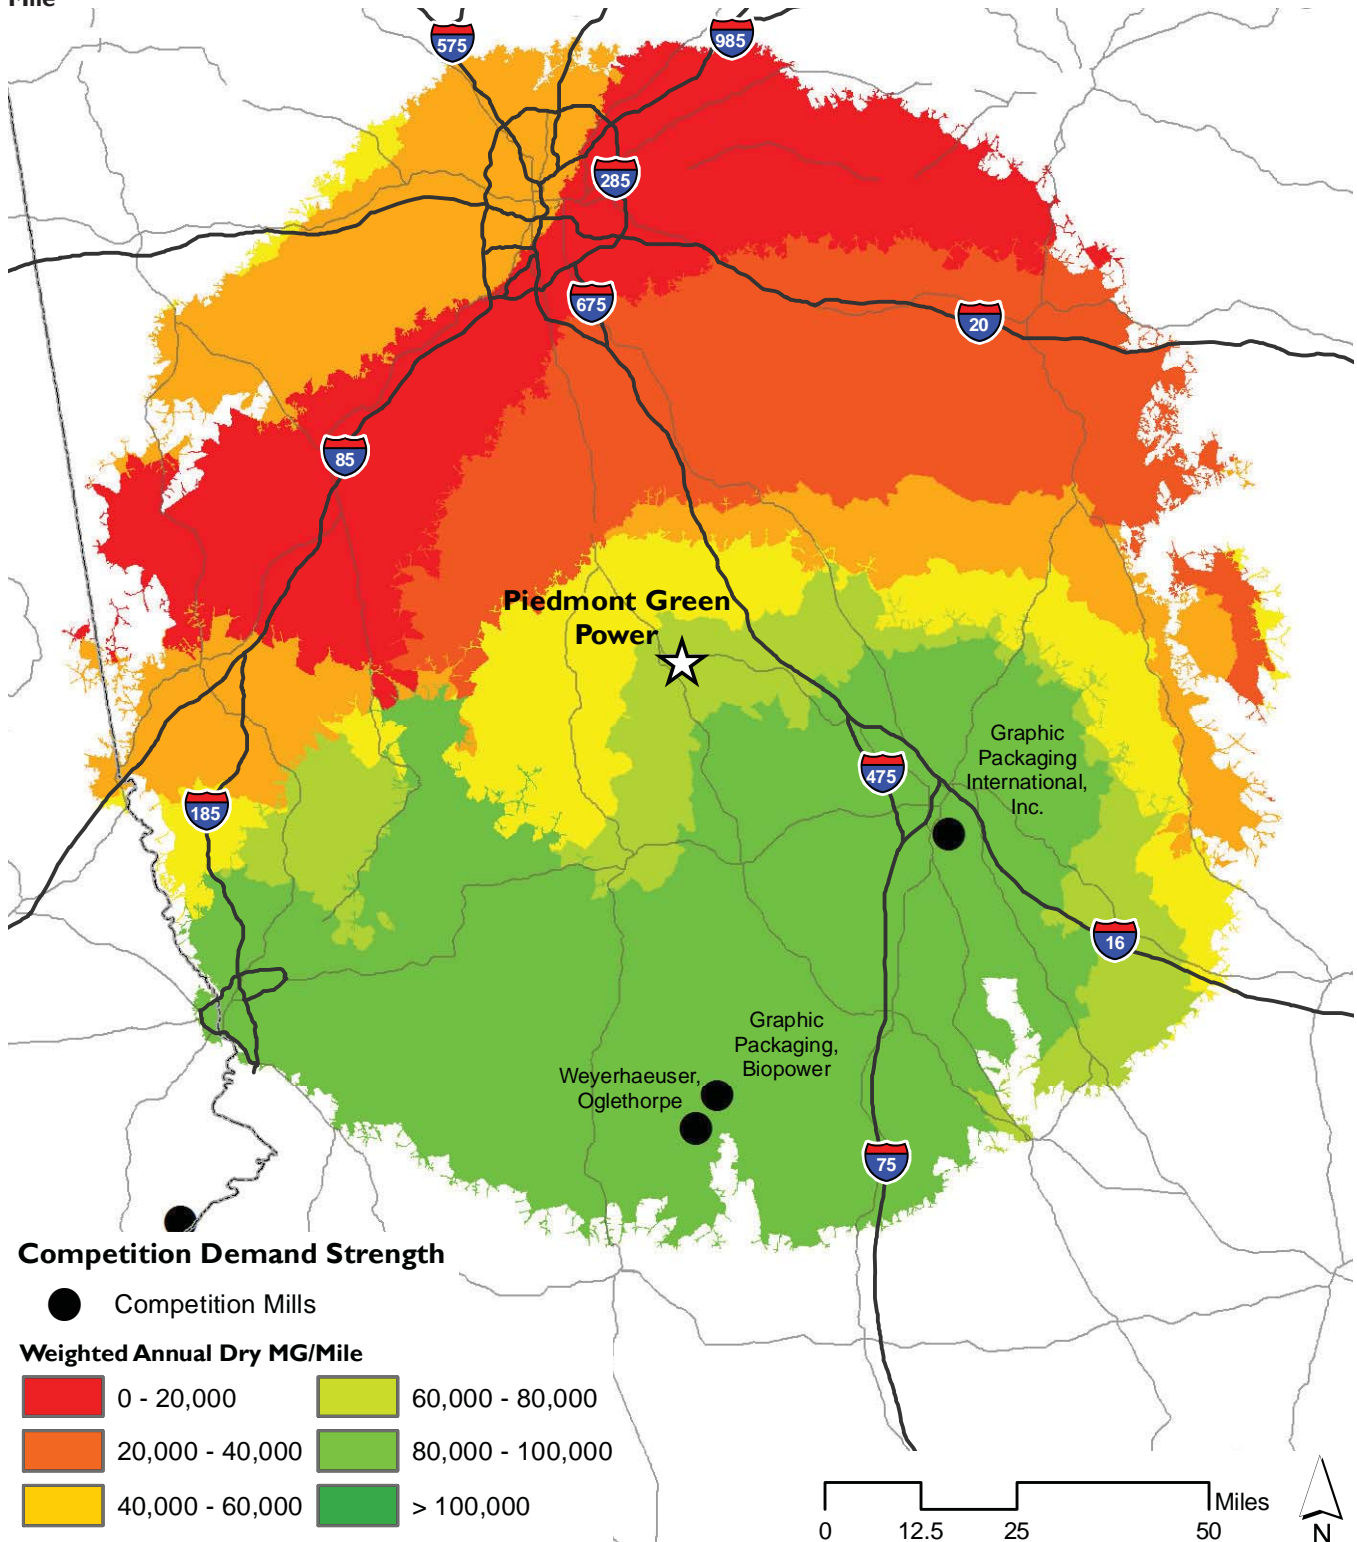 Mile
575
985
285
675
20
85
Piedmont Green
Power
Graphic
Packaging
International,
Inc.
475
185
16
Graphic
Packaging,
Biopower
Weyerhaeuser,
Oglethorpe
75
Competition Demand Strength
Competition Mills
Weighted Annual Dry MG/Mile
0 - 20,000
60,000 - 80,000
20,000 - 40,000
80,000 - 100,000
40,000 - 60,000
> 100,000
Miles
0 12.5 25 50
N